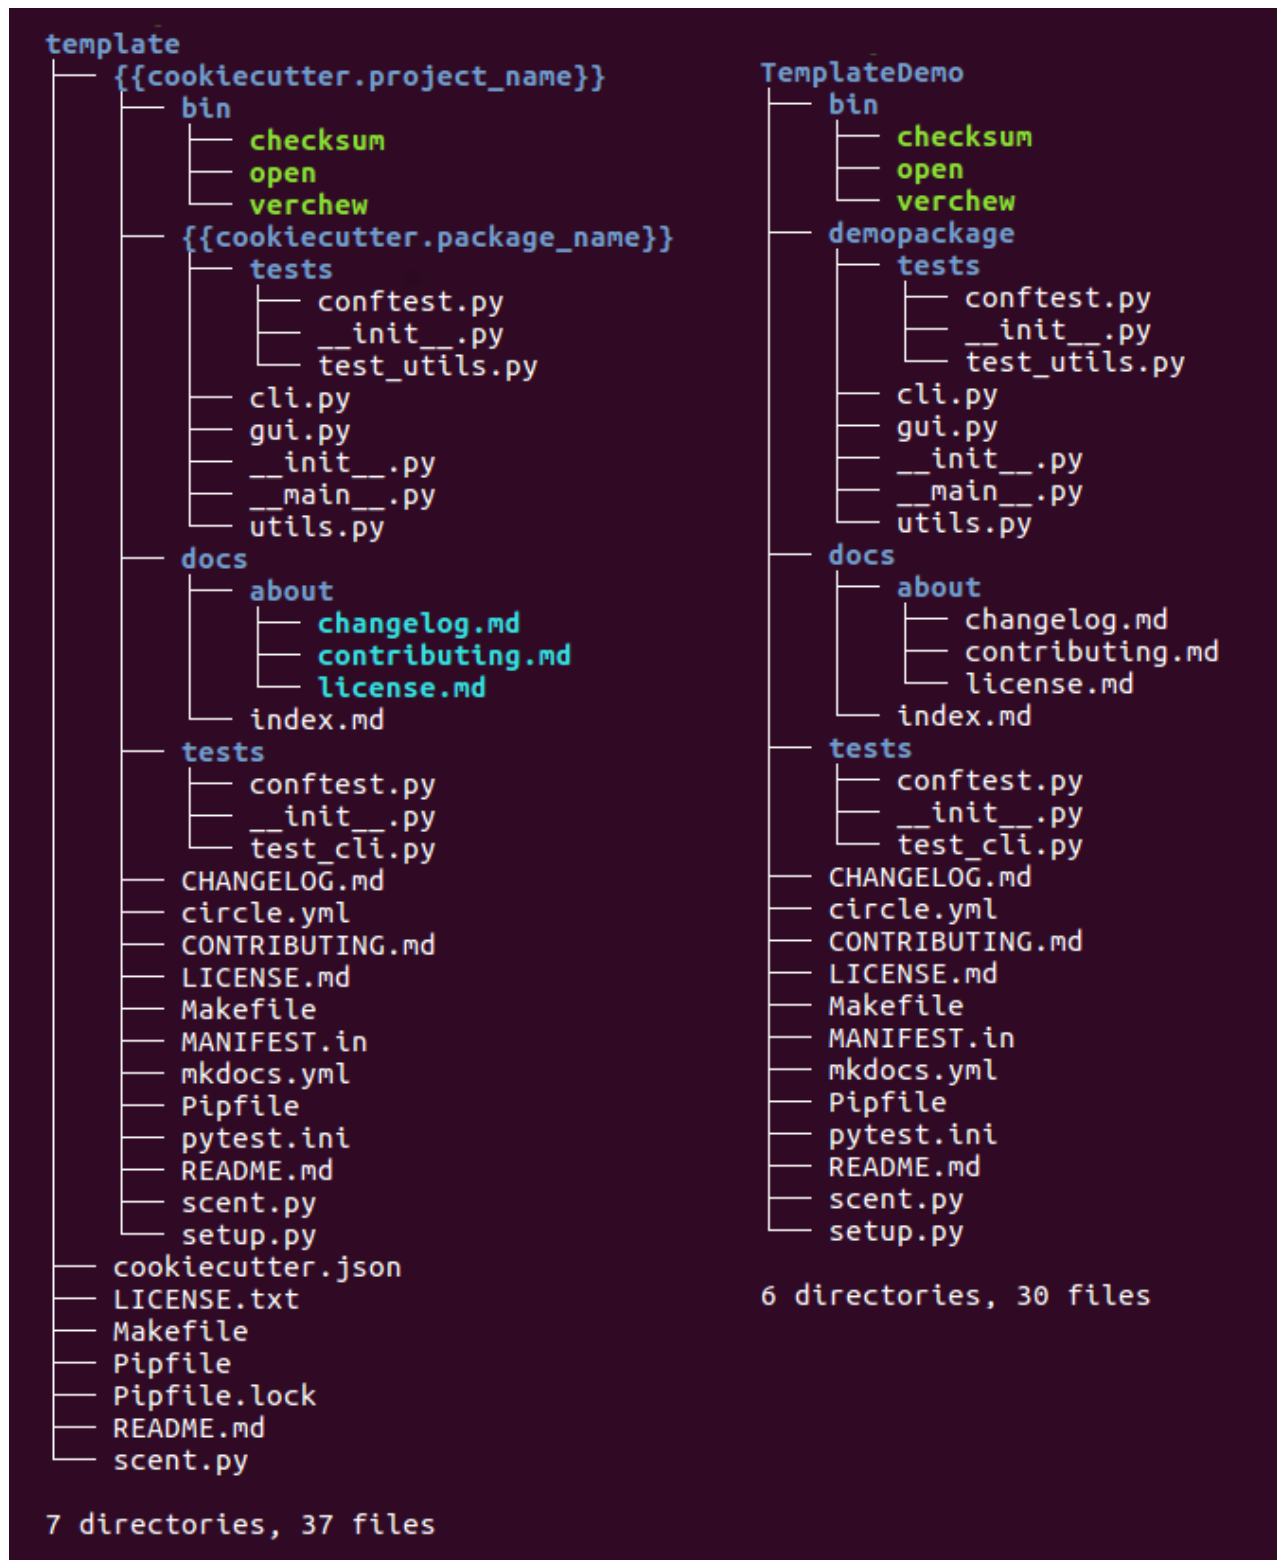 template
{{cookiecutter.project_name}}
bin
checksum
open
verchew
{{cookiecutter.package_name}}
tests
conftest.py
__init__.py
test_utils.py
cli.py
gui.py
__init__.py
__main__.py
utils.py
docs
about
changelog.md
contributing.md
license.md
index.md
tests
conftest.py
__init__.py
test_cli.py
CHANGELOG.md
circle.yml
CONTRIBUTING.md
LICENSE.md
Makefile
MANIFEST.in
mkdocs.yml
Pipfile
pytest.ini
README.md
scent.py
setup.py
cookiecutter.json
LICENSE.txt
Makefile
Pipfile
Pipfile.lock
README.md
scent.py
7 directories, 37 files
TemplateDemo
bin
checksum
open
verchew
demopackage
tests
conftest.py
__init__.py
test_utils.py
cli.py
gui.py
__init__.py
__main__.py
utils.py
docs
about
changelog.md
contributing.md
license.md
index.md
tests
conftest.py
__init__.py
test_cli.py
CHANGELOG.md
circle.yml
CONTRIBUTING.md
LICENSE.md
Makefile
MANIFEST.in
mkdocs.yml
Pipfile
pytest.ini
README.md
scent.py
setup.py
6 directories, 30 files